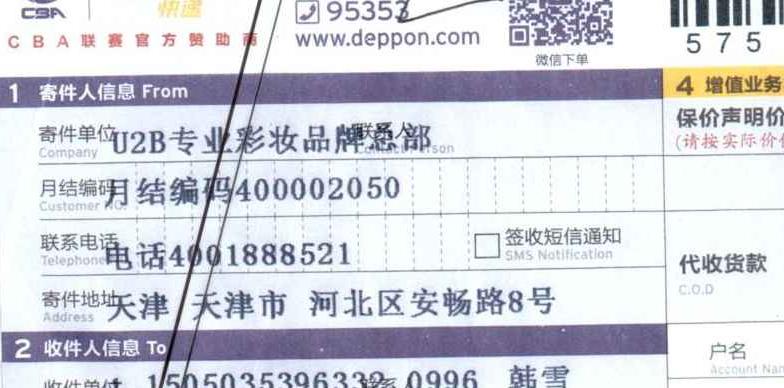 CBA 快递 95353
CBA联赛官方赞助商 www.deppon.com 微信下单 575
1 寄件人信息 From 4 增值业务
寄件单位 Company U2B专业彩妆品牌总部 联系人 Contact Person 保价声明价
(请按实际价
月结编码 Customer NO. 月结编码400002050
联系电话 Telephone 电话4001888521 签收短信通知 SMS Notification
代收货款 C.O.D
寄件地址 Address 天津 天津市 河北区安畅路8号
2 收件人信息 To
户名 Account Nam
收件单位 0996 韩雪